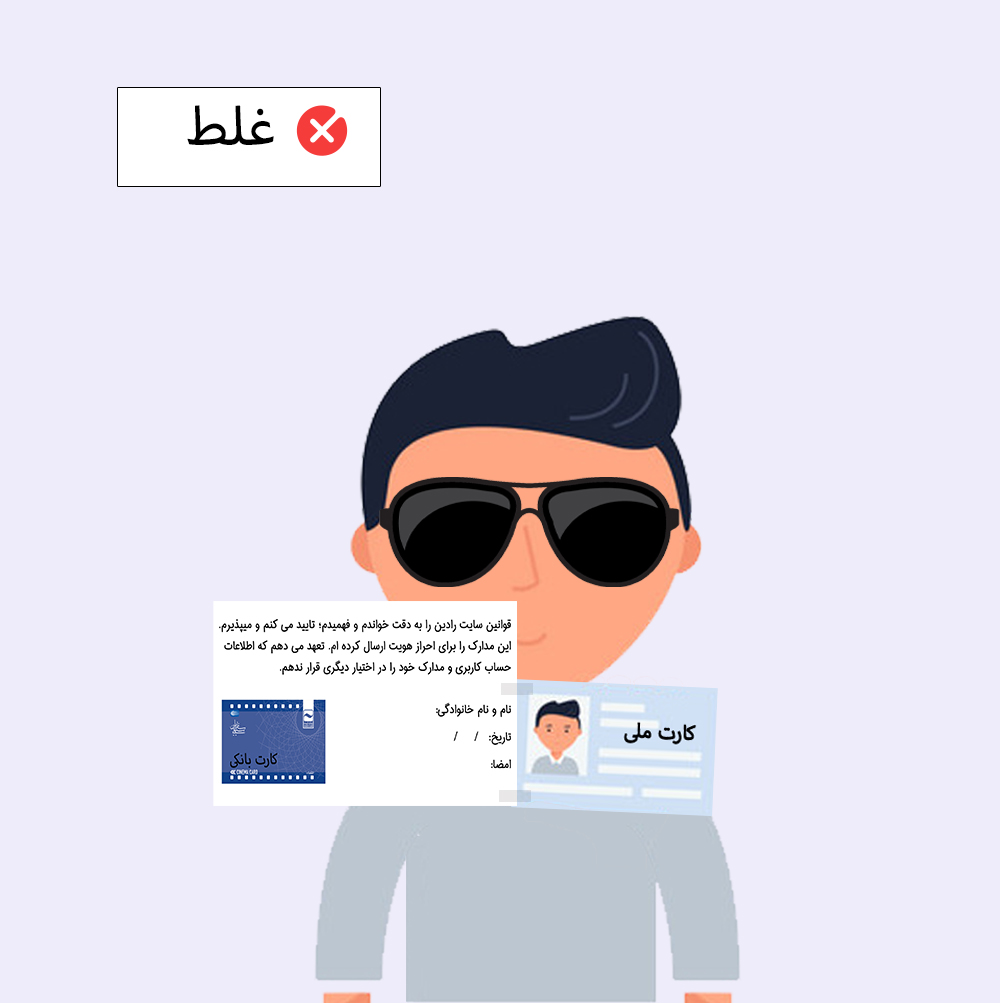 غلط
قوانین سایت رادین را به دقت خواندم و فهمیدم؛ تایید می کنم و میپذیرم.
این مدارک را برای احراز هویت ارسال کرده ام. تعهد می دهم که اطلاعات
حساب کاربری و مدارک خود را در اختیار دیگری قرار ندهم.
نام و نام خانوادگی:
تاریخ: / /
امضا:
کارت بانکی
CINEMA CARD
کارت ملی